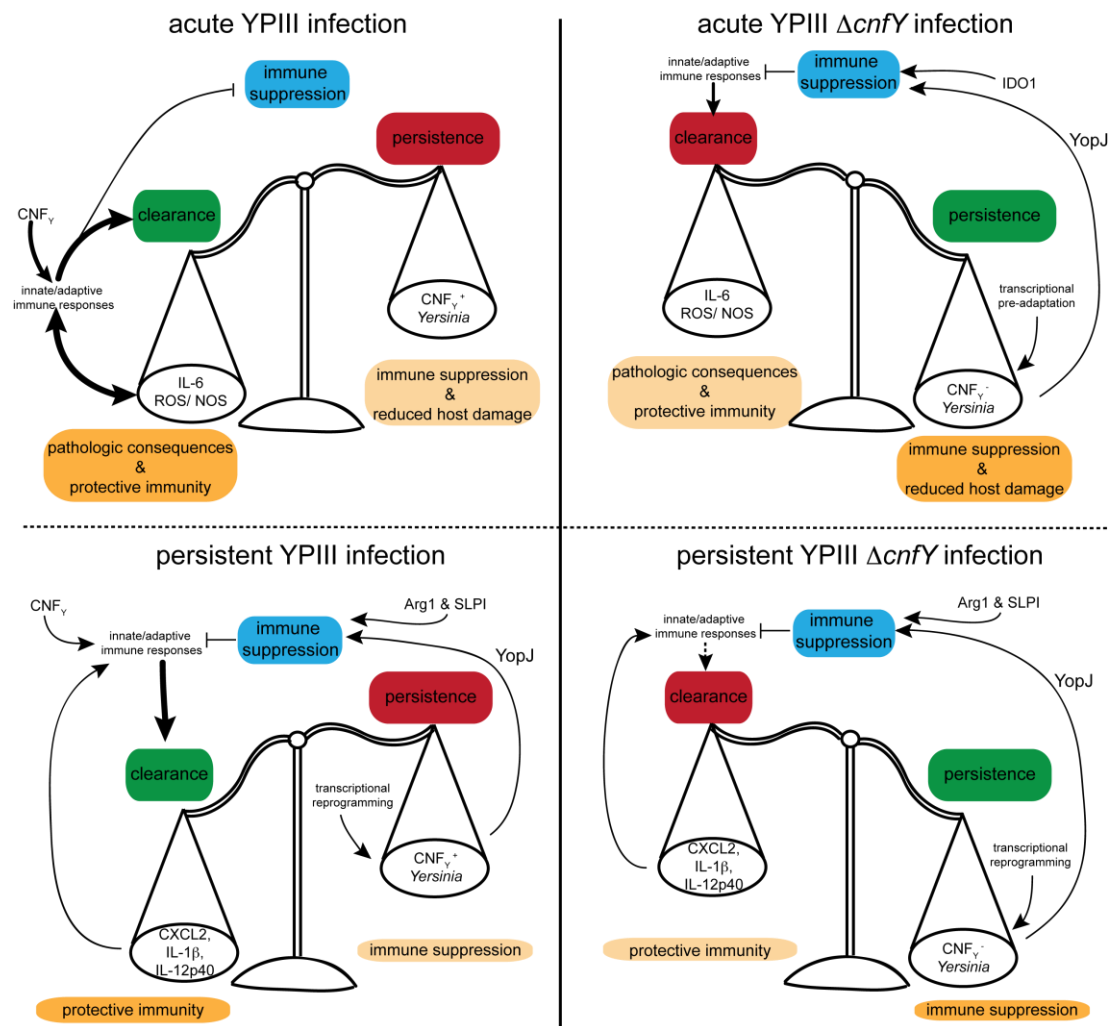 acute YPIII infection
immune
suppression
persistence
CNFY
clearance
innate/adaptive
immune responses
CNFY+
Yersinia
IL-6
ROS/ NOS
immune suppression
&
reduced host damage
pathologic consequences
&
protective immunity
acute YPIII ΔcnfY infection
innate/adaptive
immune responses
immune
suppression
IDO1
YopJ
clearance
persistence
IL-6
ROS/ NOS
transcriptional
pre-adaptation
pathologic consequences
&
protective immunity
CNFY-
Yersinia
immune suppression
&
reduced host damage
persistent YPIII infection
CNFY
Arg1 & SLPI
innate/adaptive
immune responses
immune
suppression
YopJ
persistence
clearance
transcriptional
reprogramming
CNFY+
Yersinia
CXCL2,
IL-1β,
IL-12p40
immune suppression
protective immunity
persistent YPIII ΔcnfY infection
Arg1 & SLPI
innate/adaptive
immune responses
immune
suppression
YopJ
clearance
persistence
CXCL2,
IL-1β,
IL-12p40
transcriptional
reprogramming
protective immunity
CNFY-
Yersinia
immune suppression